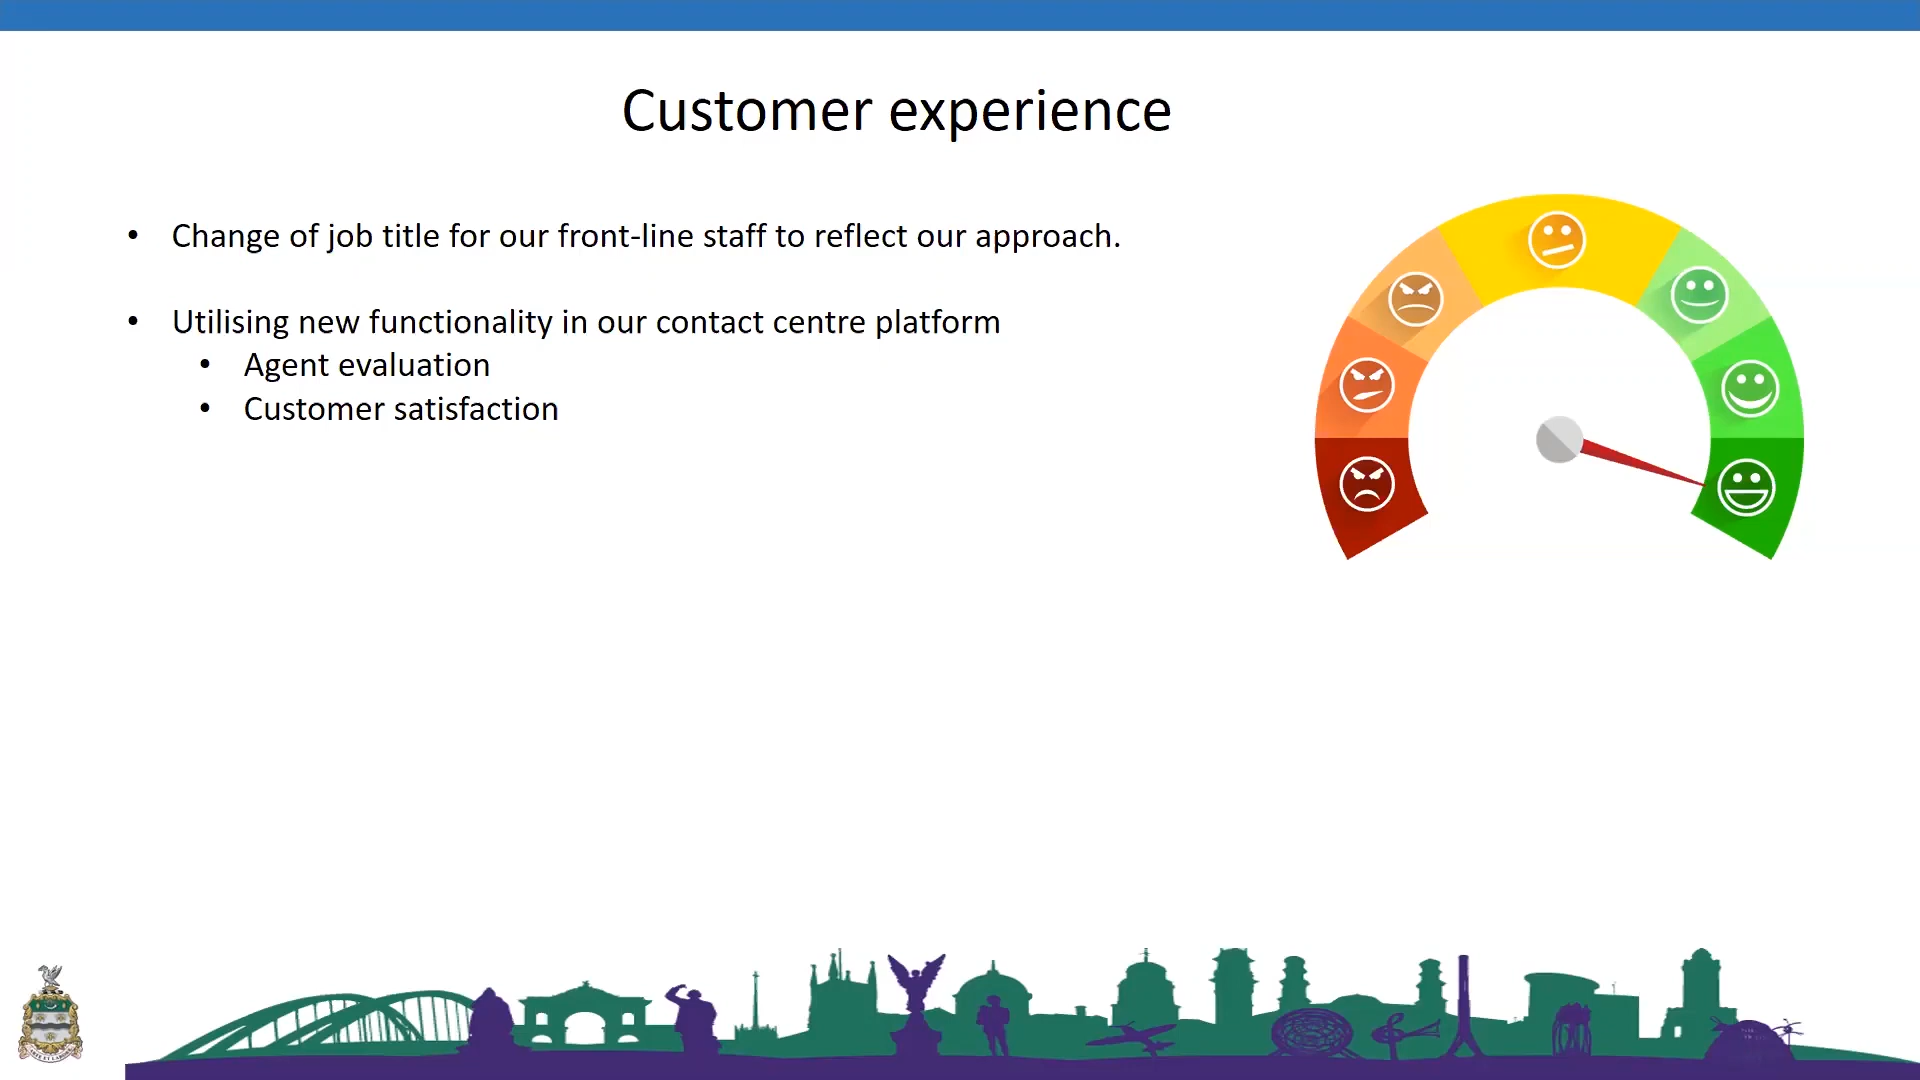 Customer experience
• Change of job title for our front-line staff to reflect our approach.
• Utilising new functionality in our contact centre platform
• Agent evaluation
• Customer satisfaction